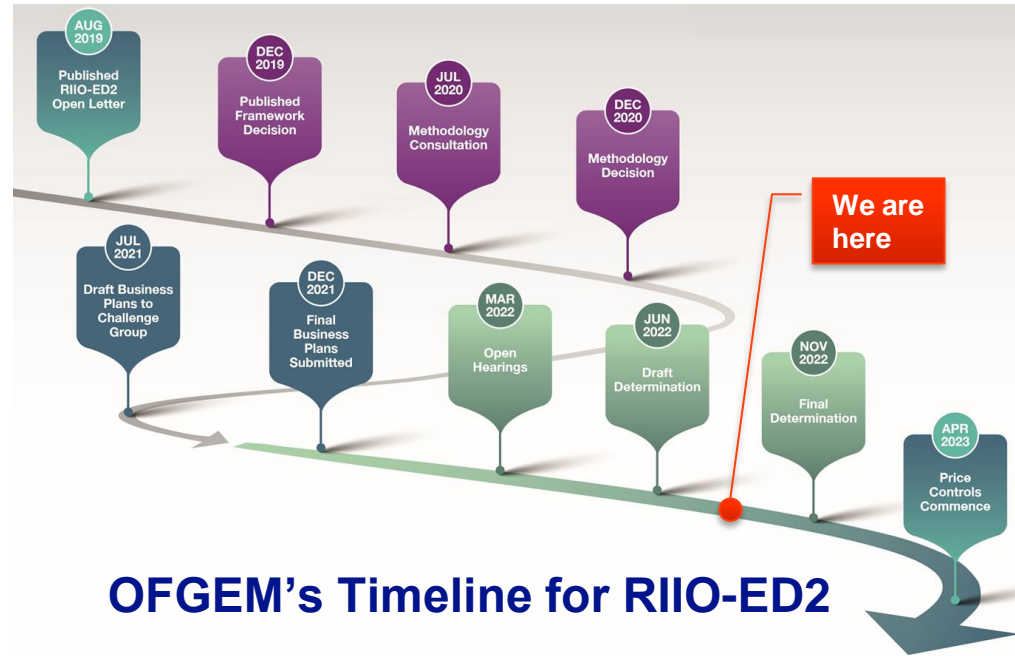 AUG
2019
Published
RIIO-ED2
Open Letter
DEC
2019
Published
Framework
Decision
JUL
2020
Methodology
Consultation
DEC
2020
Methodology
Decision
We are
here
JUL
2021
Draft Business
Plans to
Challenge
Group
DEC
2021
Final
Business
Plans
Submitted
MAR
2022
Open
Hearings
JUN
2022
Draft
Determination
NOV
2022
Final
Determination
APR
2023
Price
Controls
Commence
OFGEM's Timeline for RIIO-ED2